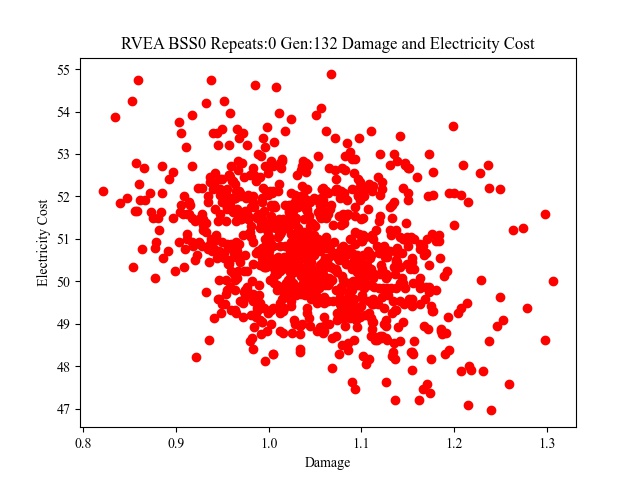 RVEA BSS0 Repeats:0 Gen:132 Damage and Electricity Cost
55
54
53
52
51
50
49
48
47
Electricity Cost
0.8 0.9 1.0 1.1 1.2 1.3
Damage